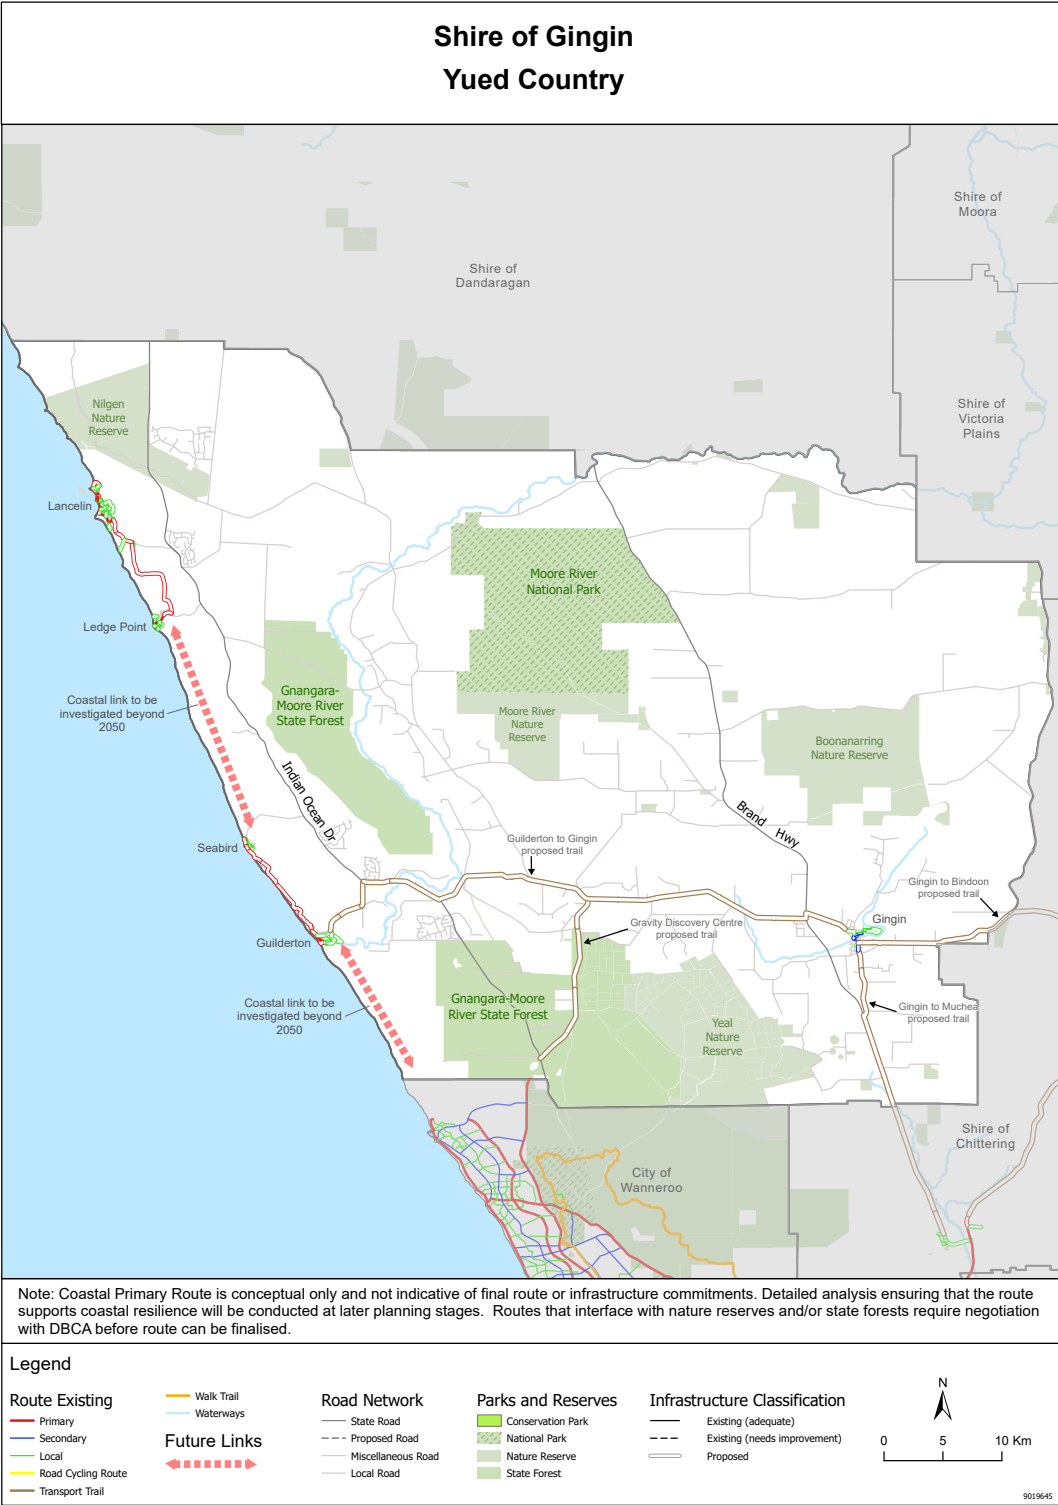 Shire of Gingin
Yued Country
Shire of
Moora
Shire of
Dandaragan
Shire of
Victoria
Plains
Nilgen
Nature
Reserve
Lancelin
Moore River
National Park
Ledge Point
Gnangara-
Moore River
State Forest
Coastal link to be
investigated beyond
2050
Moore River
Nature
Reserve
Boonanarring
Nature Reserve
Indian Ocean Dr
Brand Hwy
Seabird
Guilderton to Gingin
proposed trail
Gingin to Bindoon
proposed trail
Gingin
Gravity Discovery Centre
proposed trail
Guilderton
Coastal link to be
investigated beyond
2050
Gnangara-Moore
River State Forest
Yeal
Nature
Reserve
Gingin to Muchea
proposed trail
Shire of
Chittering
City of
Wanneroo
Note: Coastal Primary Route is conceptual only and not indicative of final route or infrastructure commitments. Detailed analysis ensuring that the route
supports coastal resilience will be conducted at later planning stages. Routes that interface with nature reserves and/or state forests require negotiation
with DBCA before route can be finalised.
Legend
Route Existing
Primary
Secondary
Local
Road Cycling Route
Transport Trail
Walk Trail
Waterways
Future Links
Road Network
State Road
Proposed Road
Miscellaneous Road
Local Road
Parks and Reserves
Conservation Park
National Park
Nature Reserve
State Forest
Infrastructure Classification
Existing (adequate)
Existing (needs improvement)
Proposed
N
0 5 10 Km
9019645